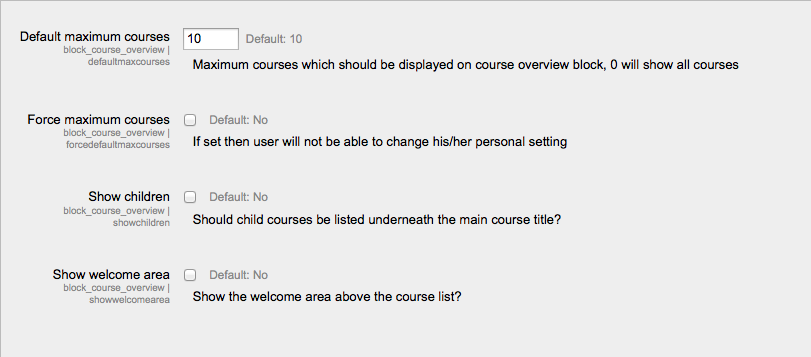 Default maximum courses 10 Default: 10
block_course_overview |
defaultmaxcourses
Maximum courses which should be displayed on course overview block, 0 will show all courses
Force maximum courses Default: No
block_course_overview |
forcedefaultmaxcourses
If set then user will not be able to change his/her personal setting
Show children Default: No
block_course_overview |
showchildren
Should child courses be listed underneath the main course title?
Show welcome area Default: No
block_course_overview |
showwelcomearea
Show the welcome area above the course list?